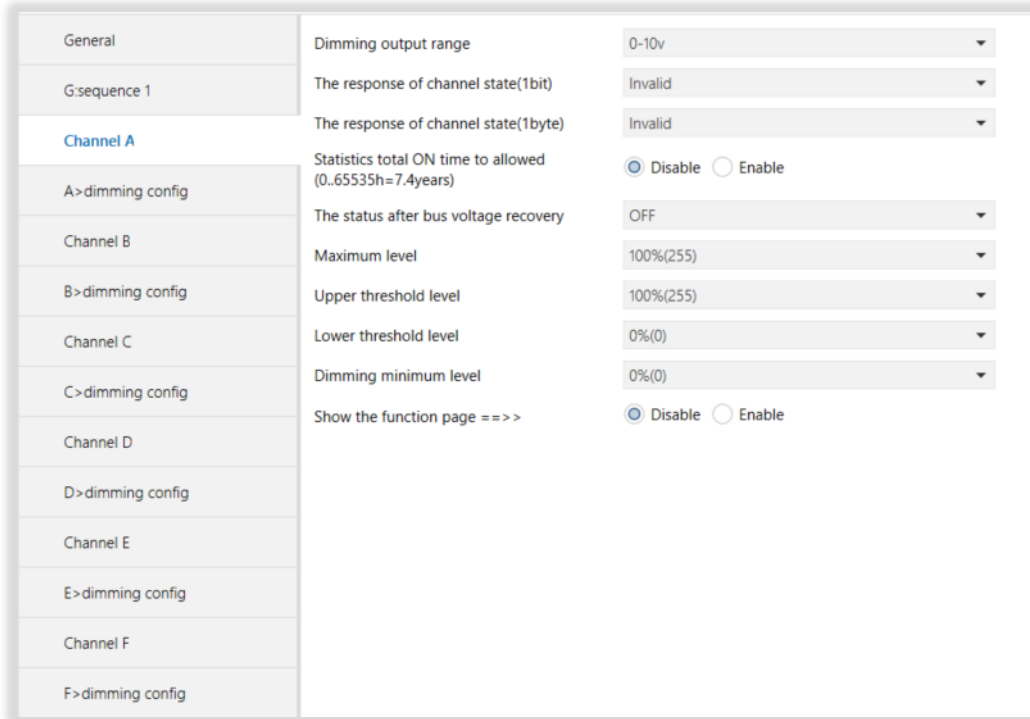 General
G:sequence 1
Channel A
A>dimming config
Channel B
B>dimming config
Channel C
C>dimming config
Channel D
D>dimming config
Channel E
E>dimming config
Channel F
F>dimming config
Dimming output range 0-10v
The response of channel state(1bit) Invalid
The response of channel state(1byte) Invalid
Statistics total ON time to allowed
(0..65535h=7.4years) Disable Enable
The status after bus voltage recovery OFF
Maximum level 100%(255)
Upper threshold level 100%(255)
Lower threshold level 0%(0)
Dimming minimum level 0%(0)
Show the function page ==>> Disable Enable